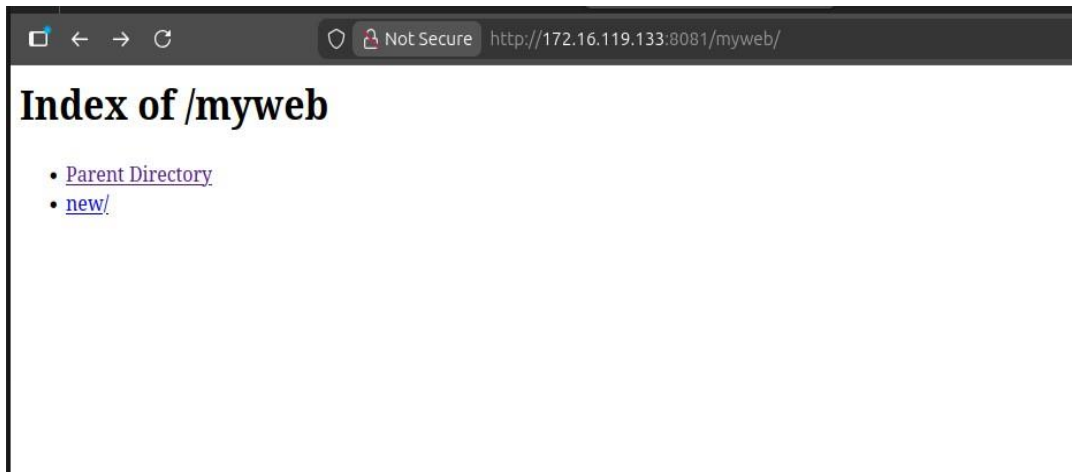 Not Secure http://172.16.119.133:8081/myweb/
Index of /myweb
Parent Directory
new/